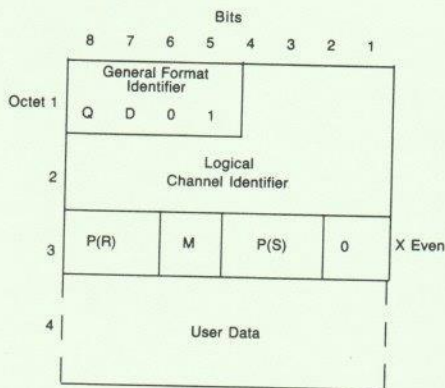 Bits
8 7 6 5 4 3 2 1
General Format
Identifier
Octet 1
Q D 0 1
Logical
Channel Identifier
2
3
P(R) M P(S) 0 X Even
4
User Data